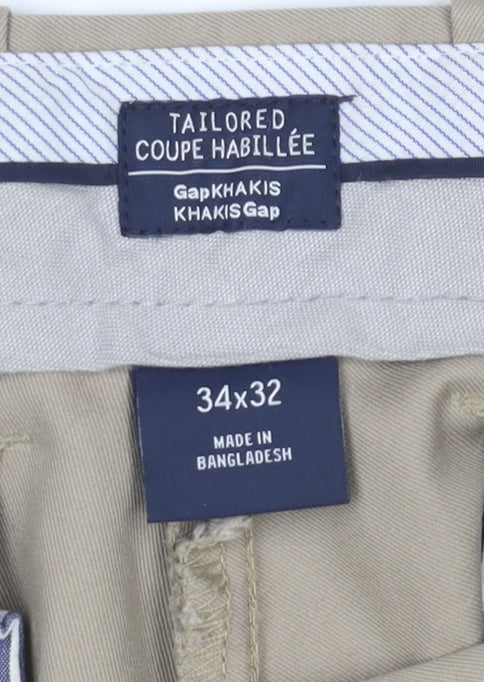 TAILORED
COUPE HABILLÉE
GapKHAKIS
KHAKISGap
34x32
MADE IN
BANGLADESH